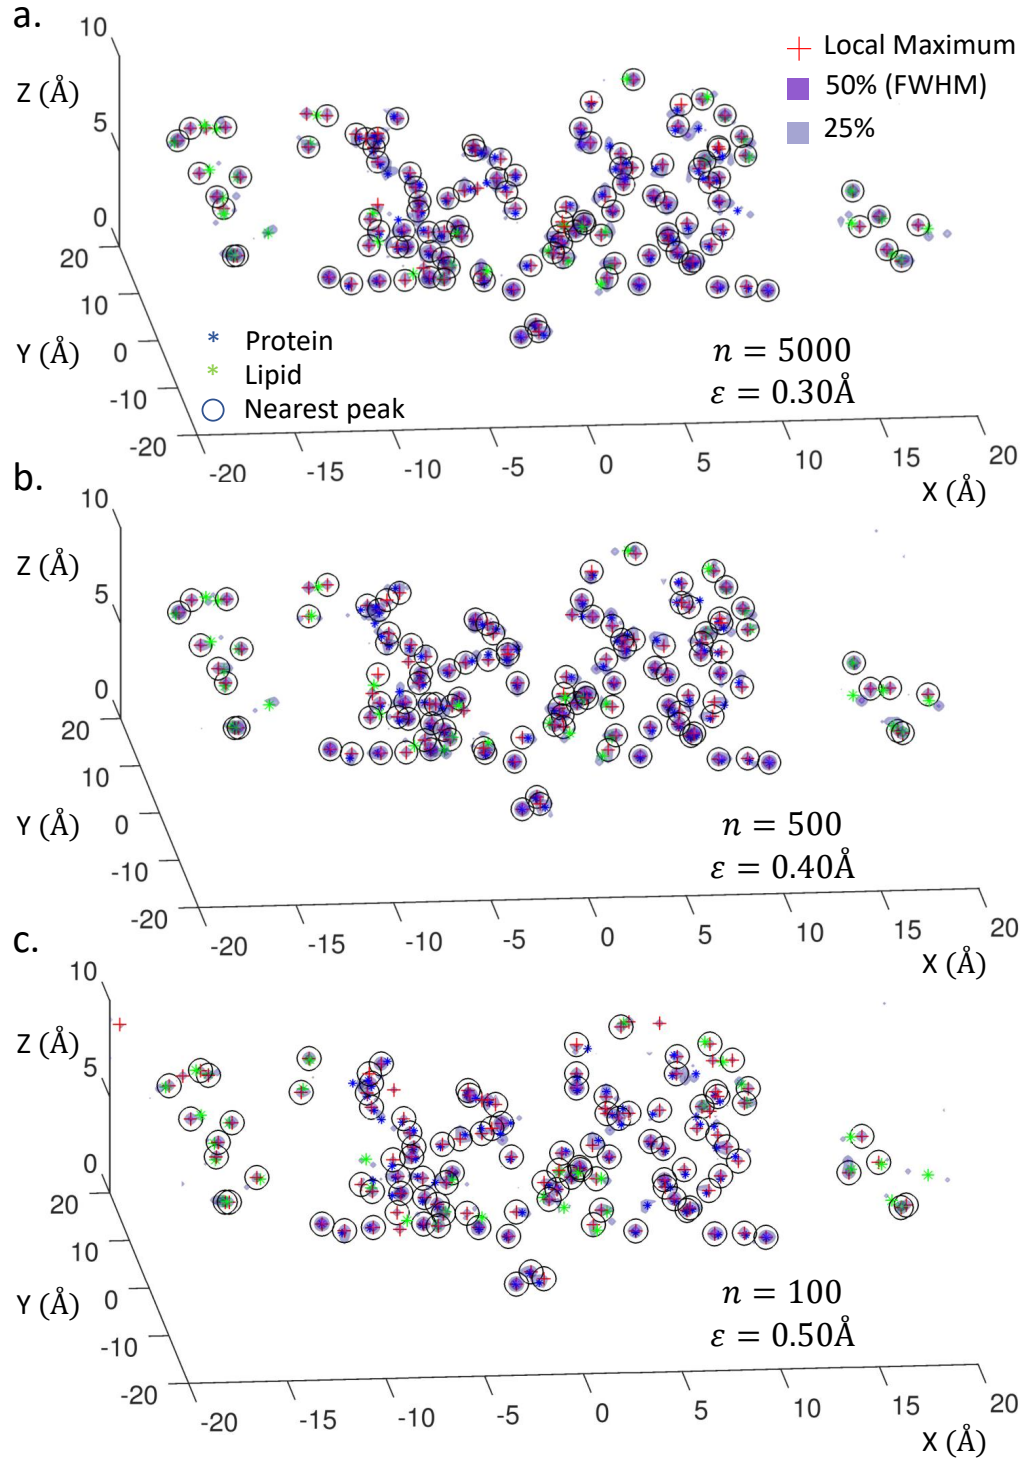 a.
10
Z (Å)
5
0
20
10
Y (Å)
0
-10
-20
-20
-15
-10
-5
0
5
10
15
20
X (Å)
Local Maximum
50% (FWHM)
25%
* Protein
* Lipid
Nearest peak
n = 5000
ε = 0.30Å
b.
10
Z (Å)
5
0
20
10
Y (Å)
0
-10
-20
-20
-15
-10
-5
0
5
10
15
20
X (Å)
n = 500
ε = 0.40Å
c.
10
Z (Å)
5
0
20
10
Y (Å)
0
-10
-20
-20
-15
-10
-5
0
5
10
15
20
X (Å)
n = 100
ε = 0.50Å